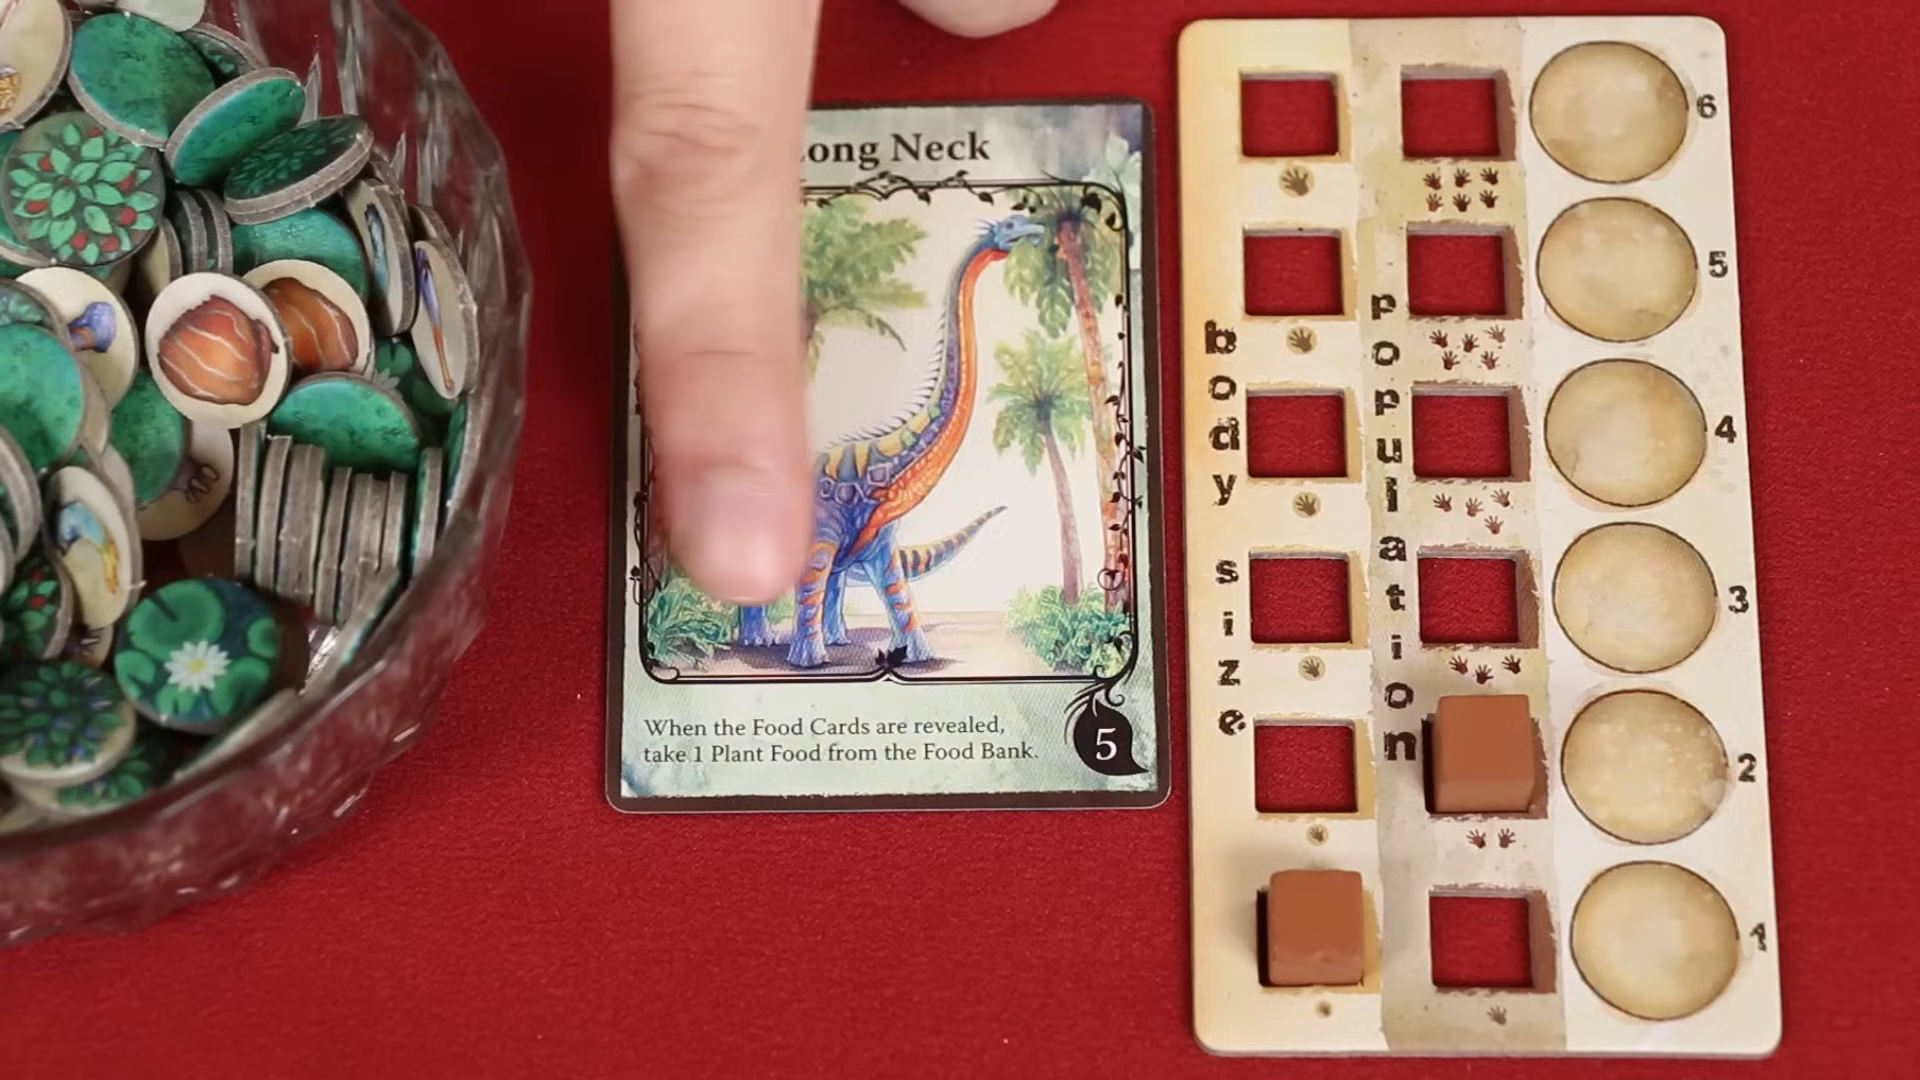 Long Neck
When the Food Cards are revealed,
take 1 Plant Food from the Food Bank.
5
body size
population
6
5
4
3
2
1